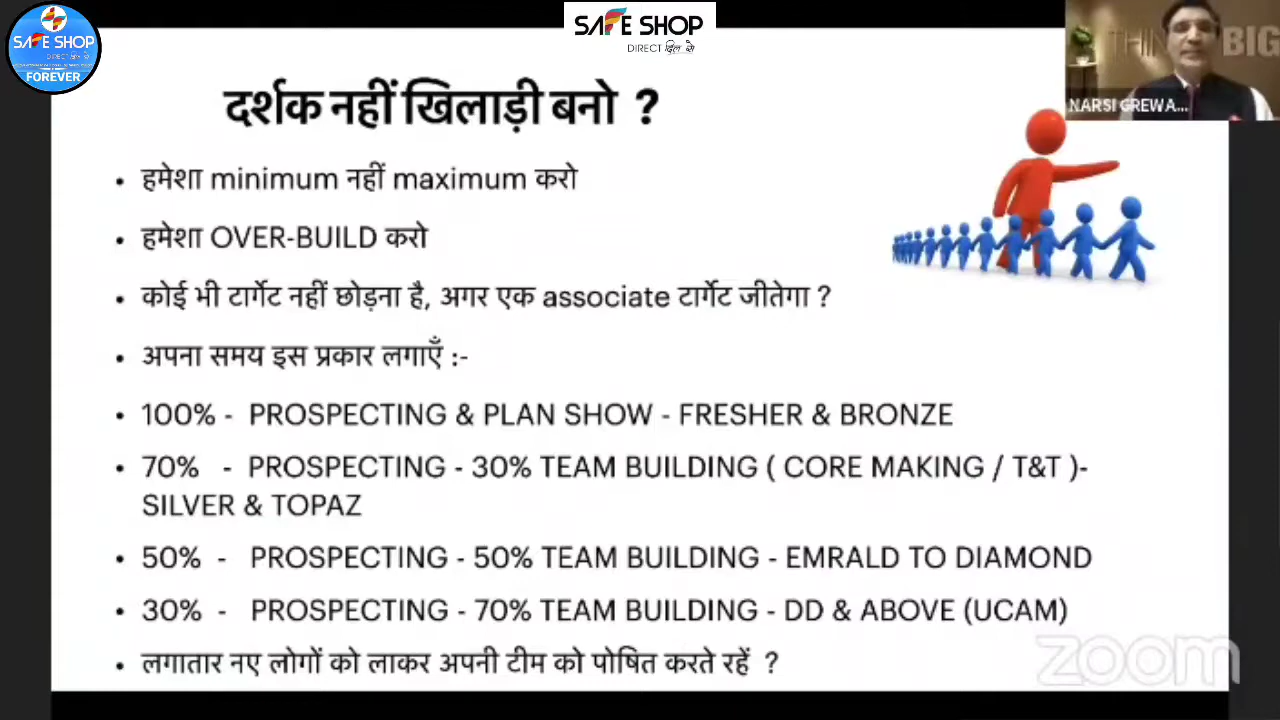 SAFE SHOP
DIRECT दिल से
FOREVER
SAFE SHOP
DIRECT दिल से
THINK BIG
NARSI GREWA...
दर्शक नहीं खिलाड़ी बनो ?
• हमेशा minimum नहीं maximum करो
• हमेशा OVER-BUILD करो
• कोई भी टार्गेट नहीं छोड़ना है, अगर एक associate टार्गेट जीतेगा ?
• अपना समय इस प्रकार लगाएँ :-
• 100% - PROSPECTING & PLAN SHOW - FRESHER & BRONZE
• 70% - PROSPECTING - 30% TEAM BUILDING ( CORE MAKING / T&T )-
SILVER & TOPAZ
• 50% - PROSPECTING - 50% TEAM BUILDING - EMRALD TO DIAMOND
• 30% - PROSPECTING - 70% TEAM BUILDING - DD & ABOVE (UCAM)
• लगातार नए लोगों को लाकर अपनी टीम को पोषित करते रहें ?
zoom